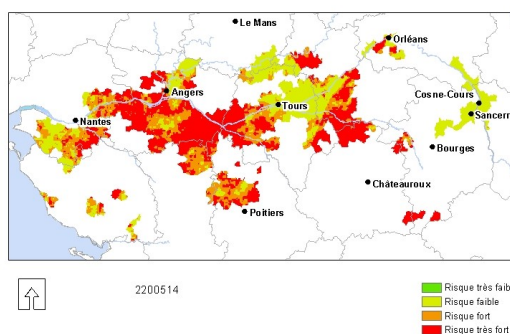 Le Mans
Orléans
Angers
Cosne-Cours
Tours
Sancerr
Nantes
Bourges
Châteauroux
Poitiers
2200514
Risque très faib
Risque faible
Risque fort
Risque très fort